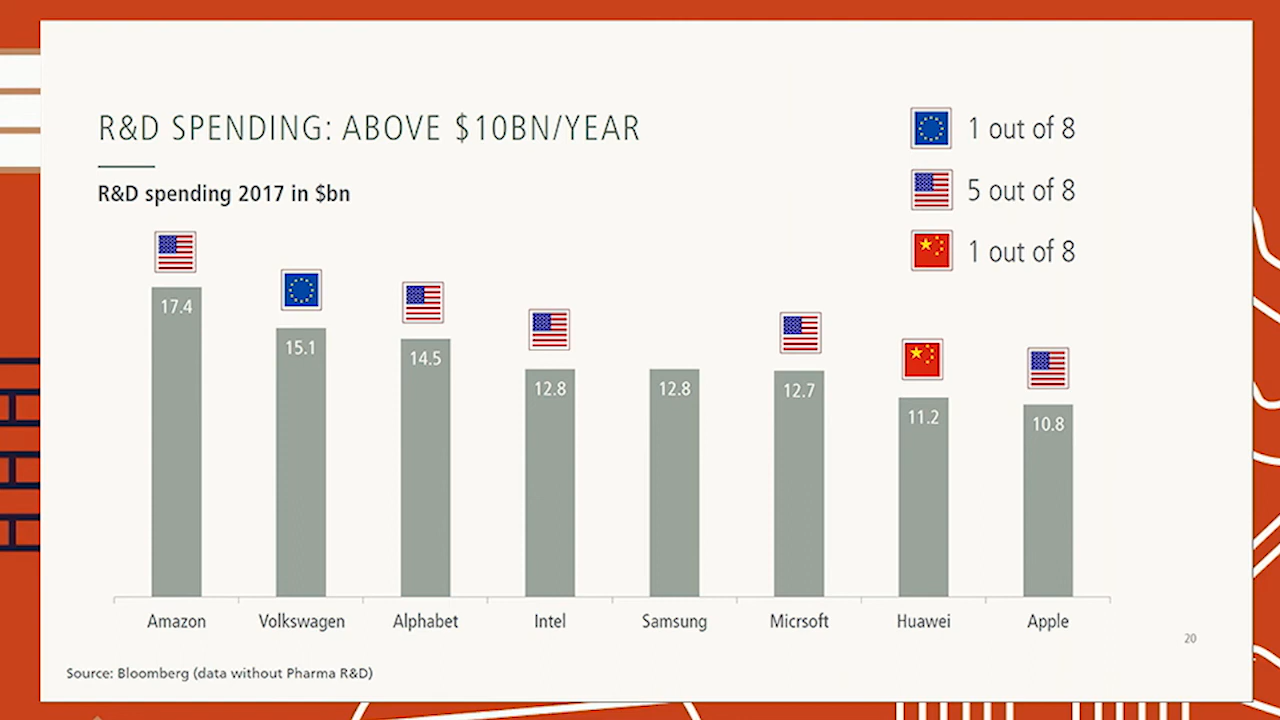 R&D SPENDING: ABOVE $10BN/YEAR
R&D spending 2017 in $bn
1 out of 8
5 out of 8
1 out of 8
17.4
15.1
14.5
12.8
12.8
12.7
11.2
10.8
Amazon
Volkswagen
Alphabet
Intel
Samsung
Micrsoft
Huawei
Apple
20
Source: Bloomberg (data without Pharma R&D)